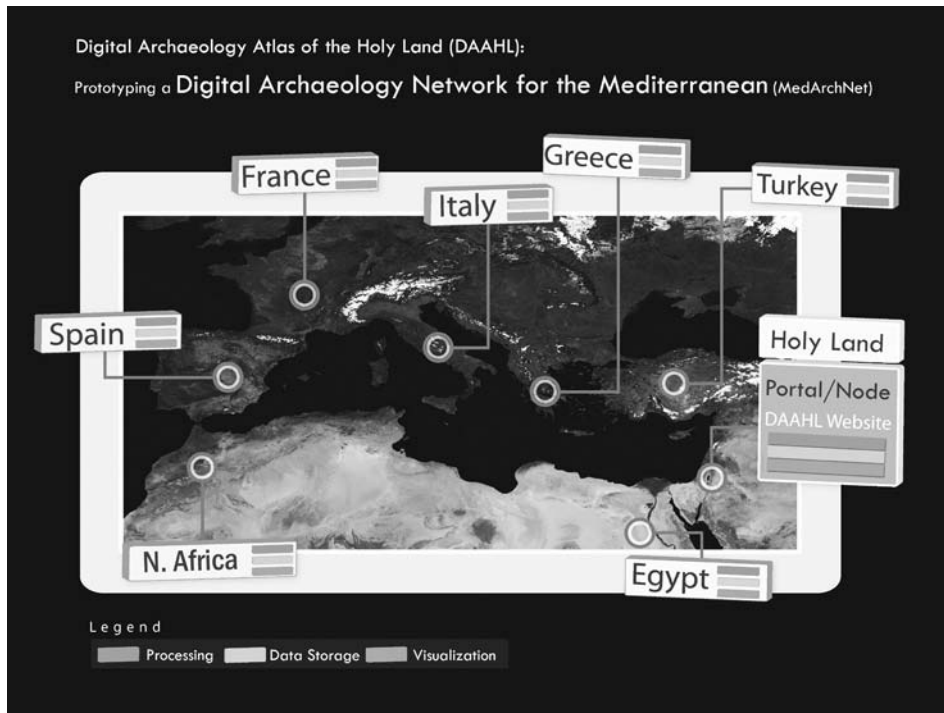 Digital Archaeology Atlas of the Holy Land (DAAHL):
Prototyping a Digital Archaeology Network for the Mediterranean (MedArchNet)
France
Greece
Italy
Turkey
Spain
Holy Land
Portal/Node
DAAHL Website
N. Africa
Egypt
Legend
Processing Data Storage Visualization